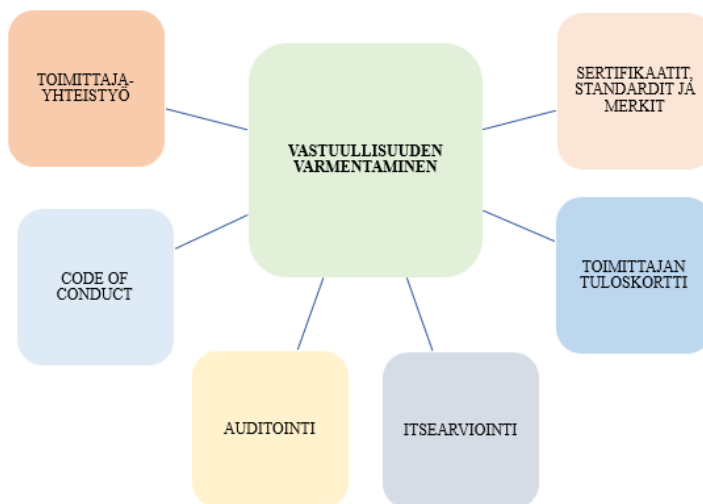 TOIMITTAJA-
YHTEISTYÖ
VASTUULLISUUDEN
VARMENTAMINEN
SERTIFIKAATIT,
STANDARDIT JA
MERKIT
CODE OF
CONDUCT
TOIMITTAJAN
TULOSKORTTI
AUDITOINTI
ITSEARVIOINTI